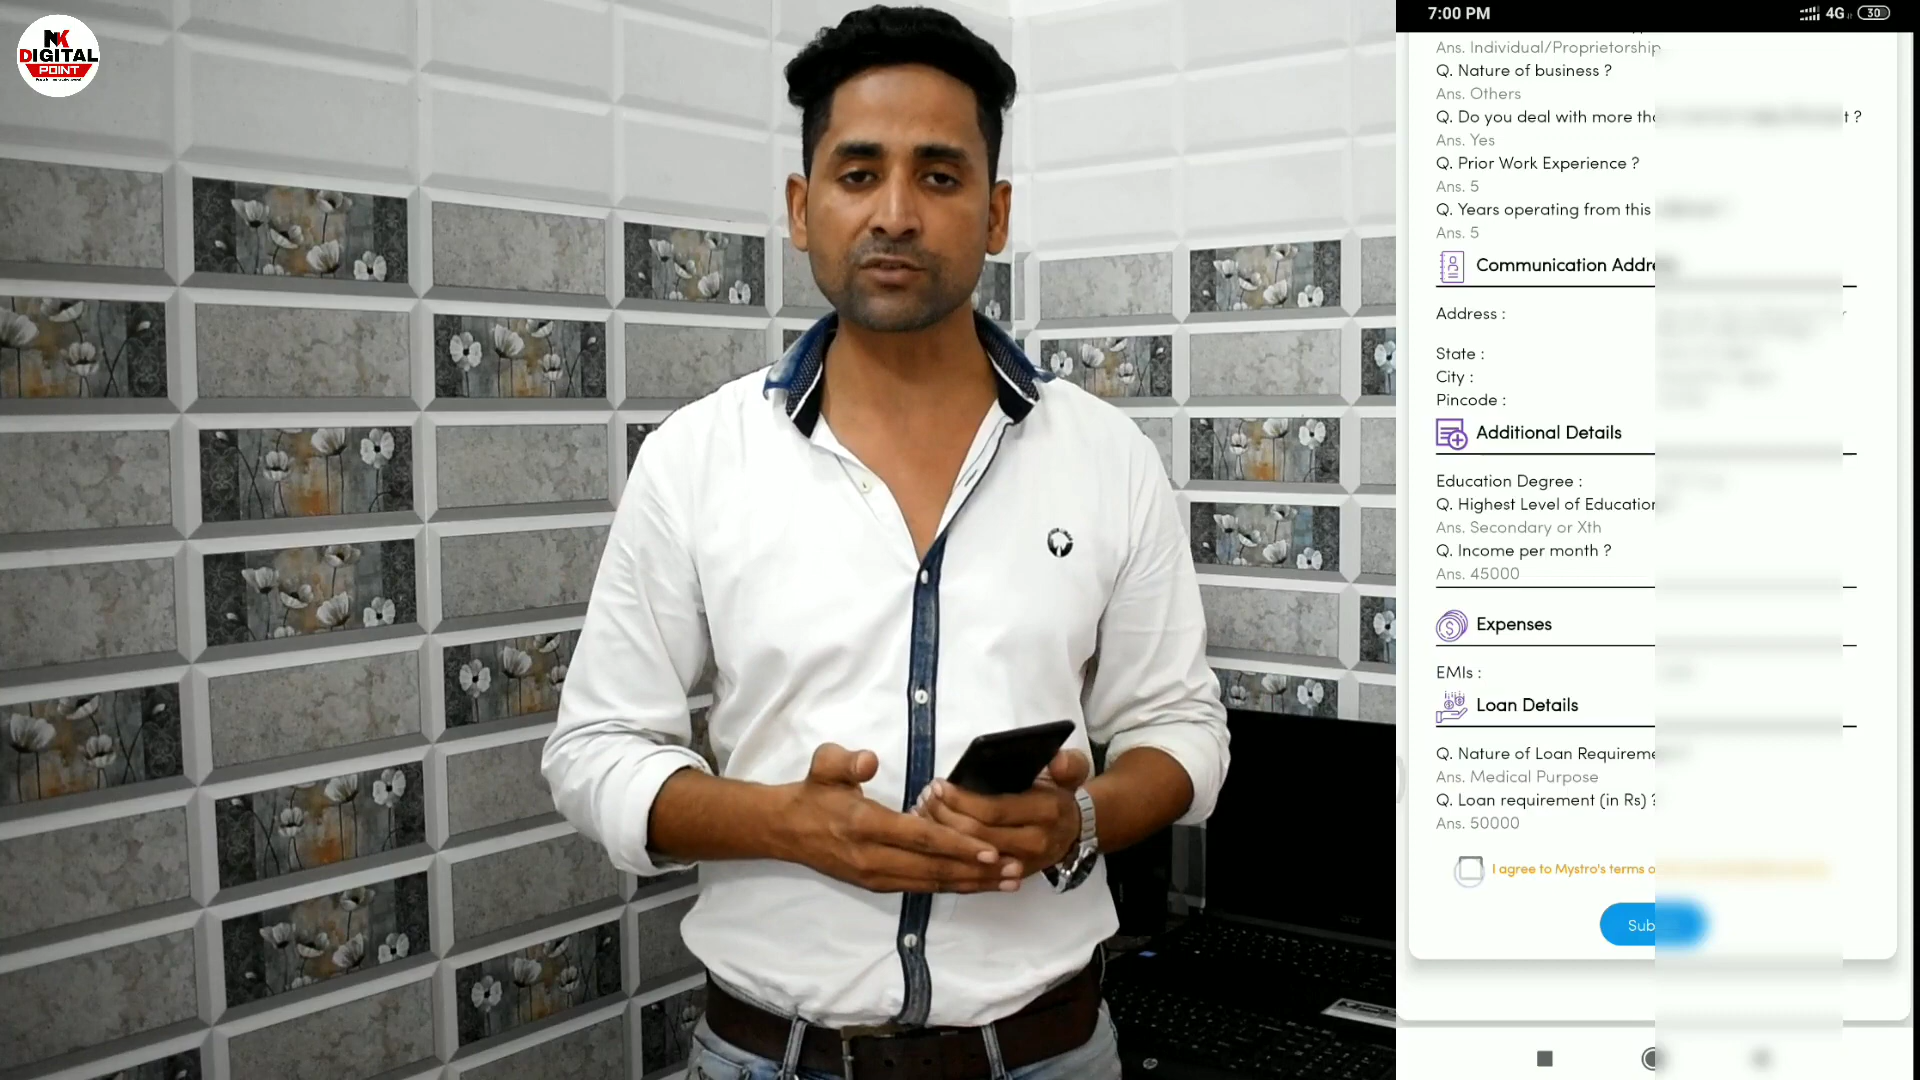 NK
DIGITAL
POINT
7:00 PM
4G
30
Ans. Individual/Proprietorship
Q. Nature of business ?
Ans. Others
Q. Do you deal with more t ?
Ans. Yes
Q. Prior Work Experience ?
Ans. 5
Q. Years operating from this
Ans. 5
Communication Addre
Address :
State :
City :
Pincode :
Additional Details
Education Degree :
Q. Highest Level of Education
Ans. Secondary or Xth
Q. Income per month ?
Ans. 45000
Expenses
EMIs :
Loan Details
Q. Nature of Loan Requireme
Ans. Medical Purpose
Q. Loan requirement (in Rs) ?
Ans. 50000
I agree to Mystro's terms o
Sub